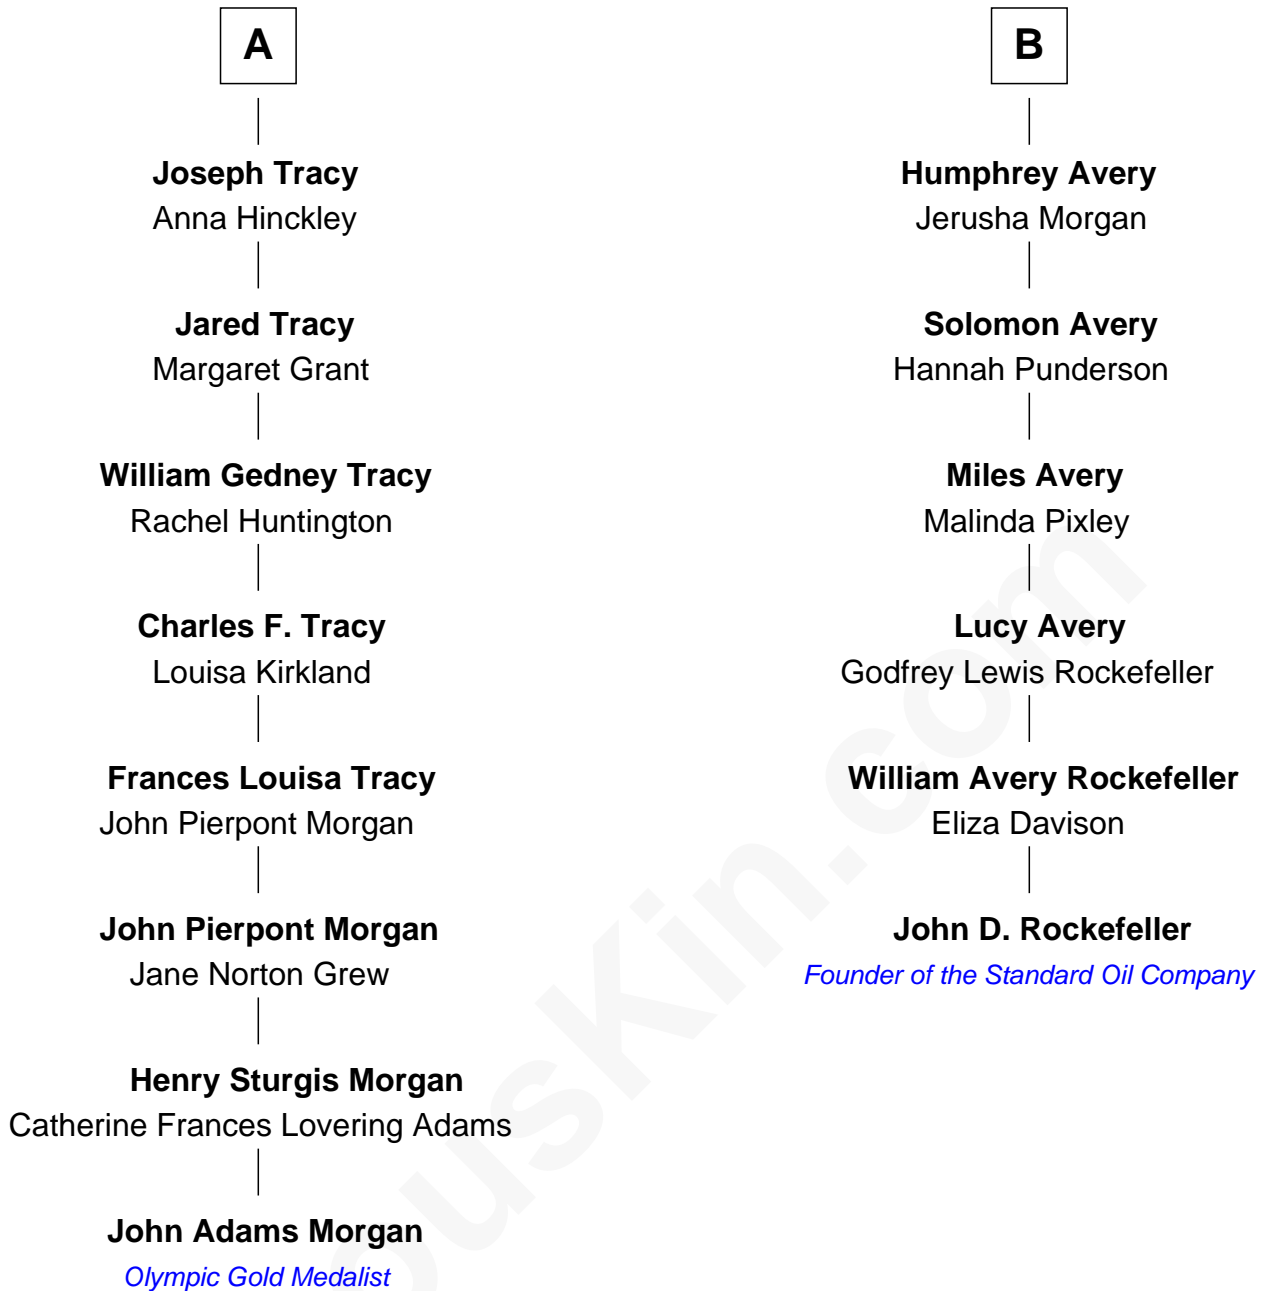 A
Joseph Tracy
Anna Hinckley
Jared Tracy
Margaret Grant
William Gedney Tracy
Rachel Huntington
Charles F. Tracy
Louisa Kirkland
Frances Louisa Tracy
John Pierpont Morgan
John Pierpont Morgan
Jane Norton Grew
Henry Sturgis Morgan
Catherine Frances Lovering Adams
John Adams Morgan
Olympic Gold Medalist
B
Humphrey Avery
Jerusha Morgan
Solomon Avery
Hannah Punderson
Miles Avery
Malinda Pixley
Lucy Avery
Godfrey Lewis Rockefeller
William Avery Rockefeller
Eliza Davison
John D. Rockefeller
Founder of the Standard Oil Company
ousKin.com